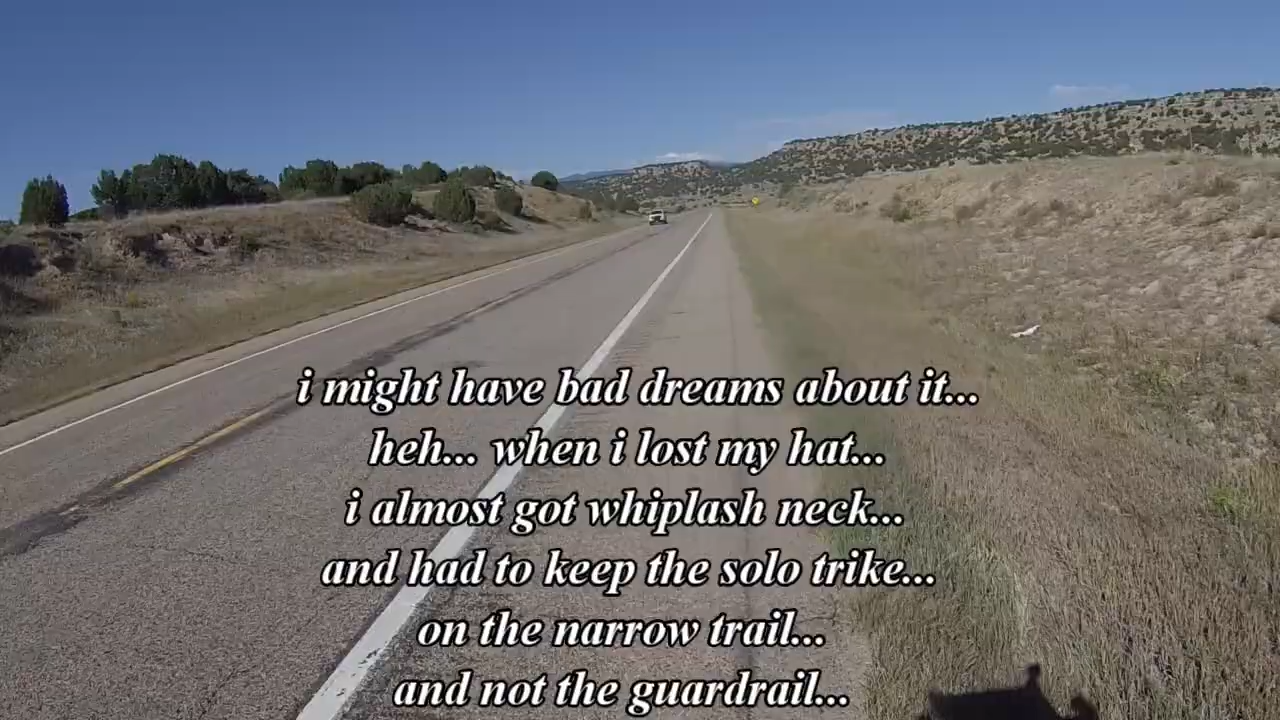 i might have bad dreams about it...
heh... when i lost my hat...
i almost got whiplash neck...
and had to keep the solo trike...
on the narrow trail...
and not the guardrail...